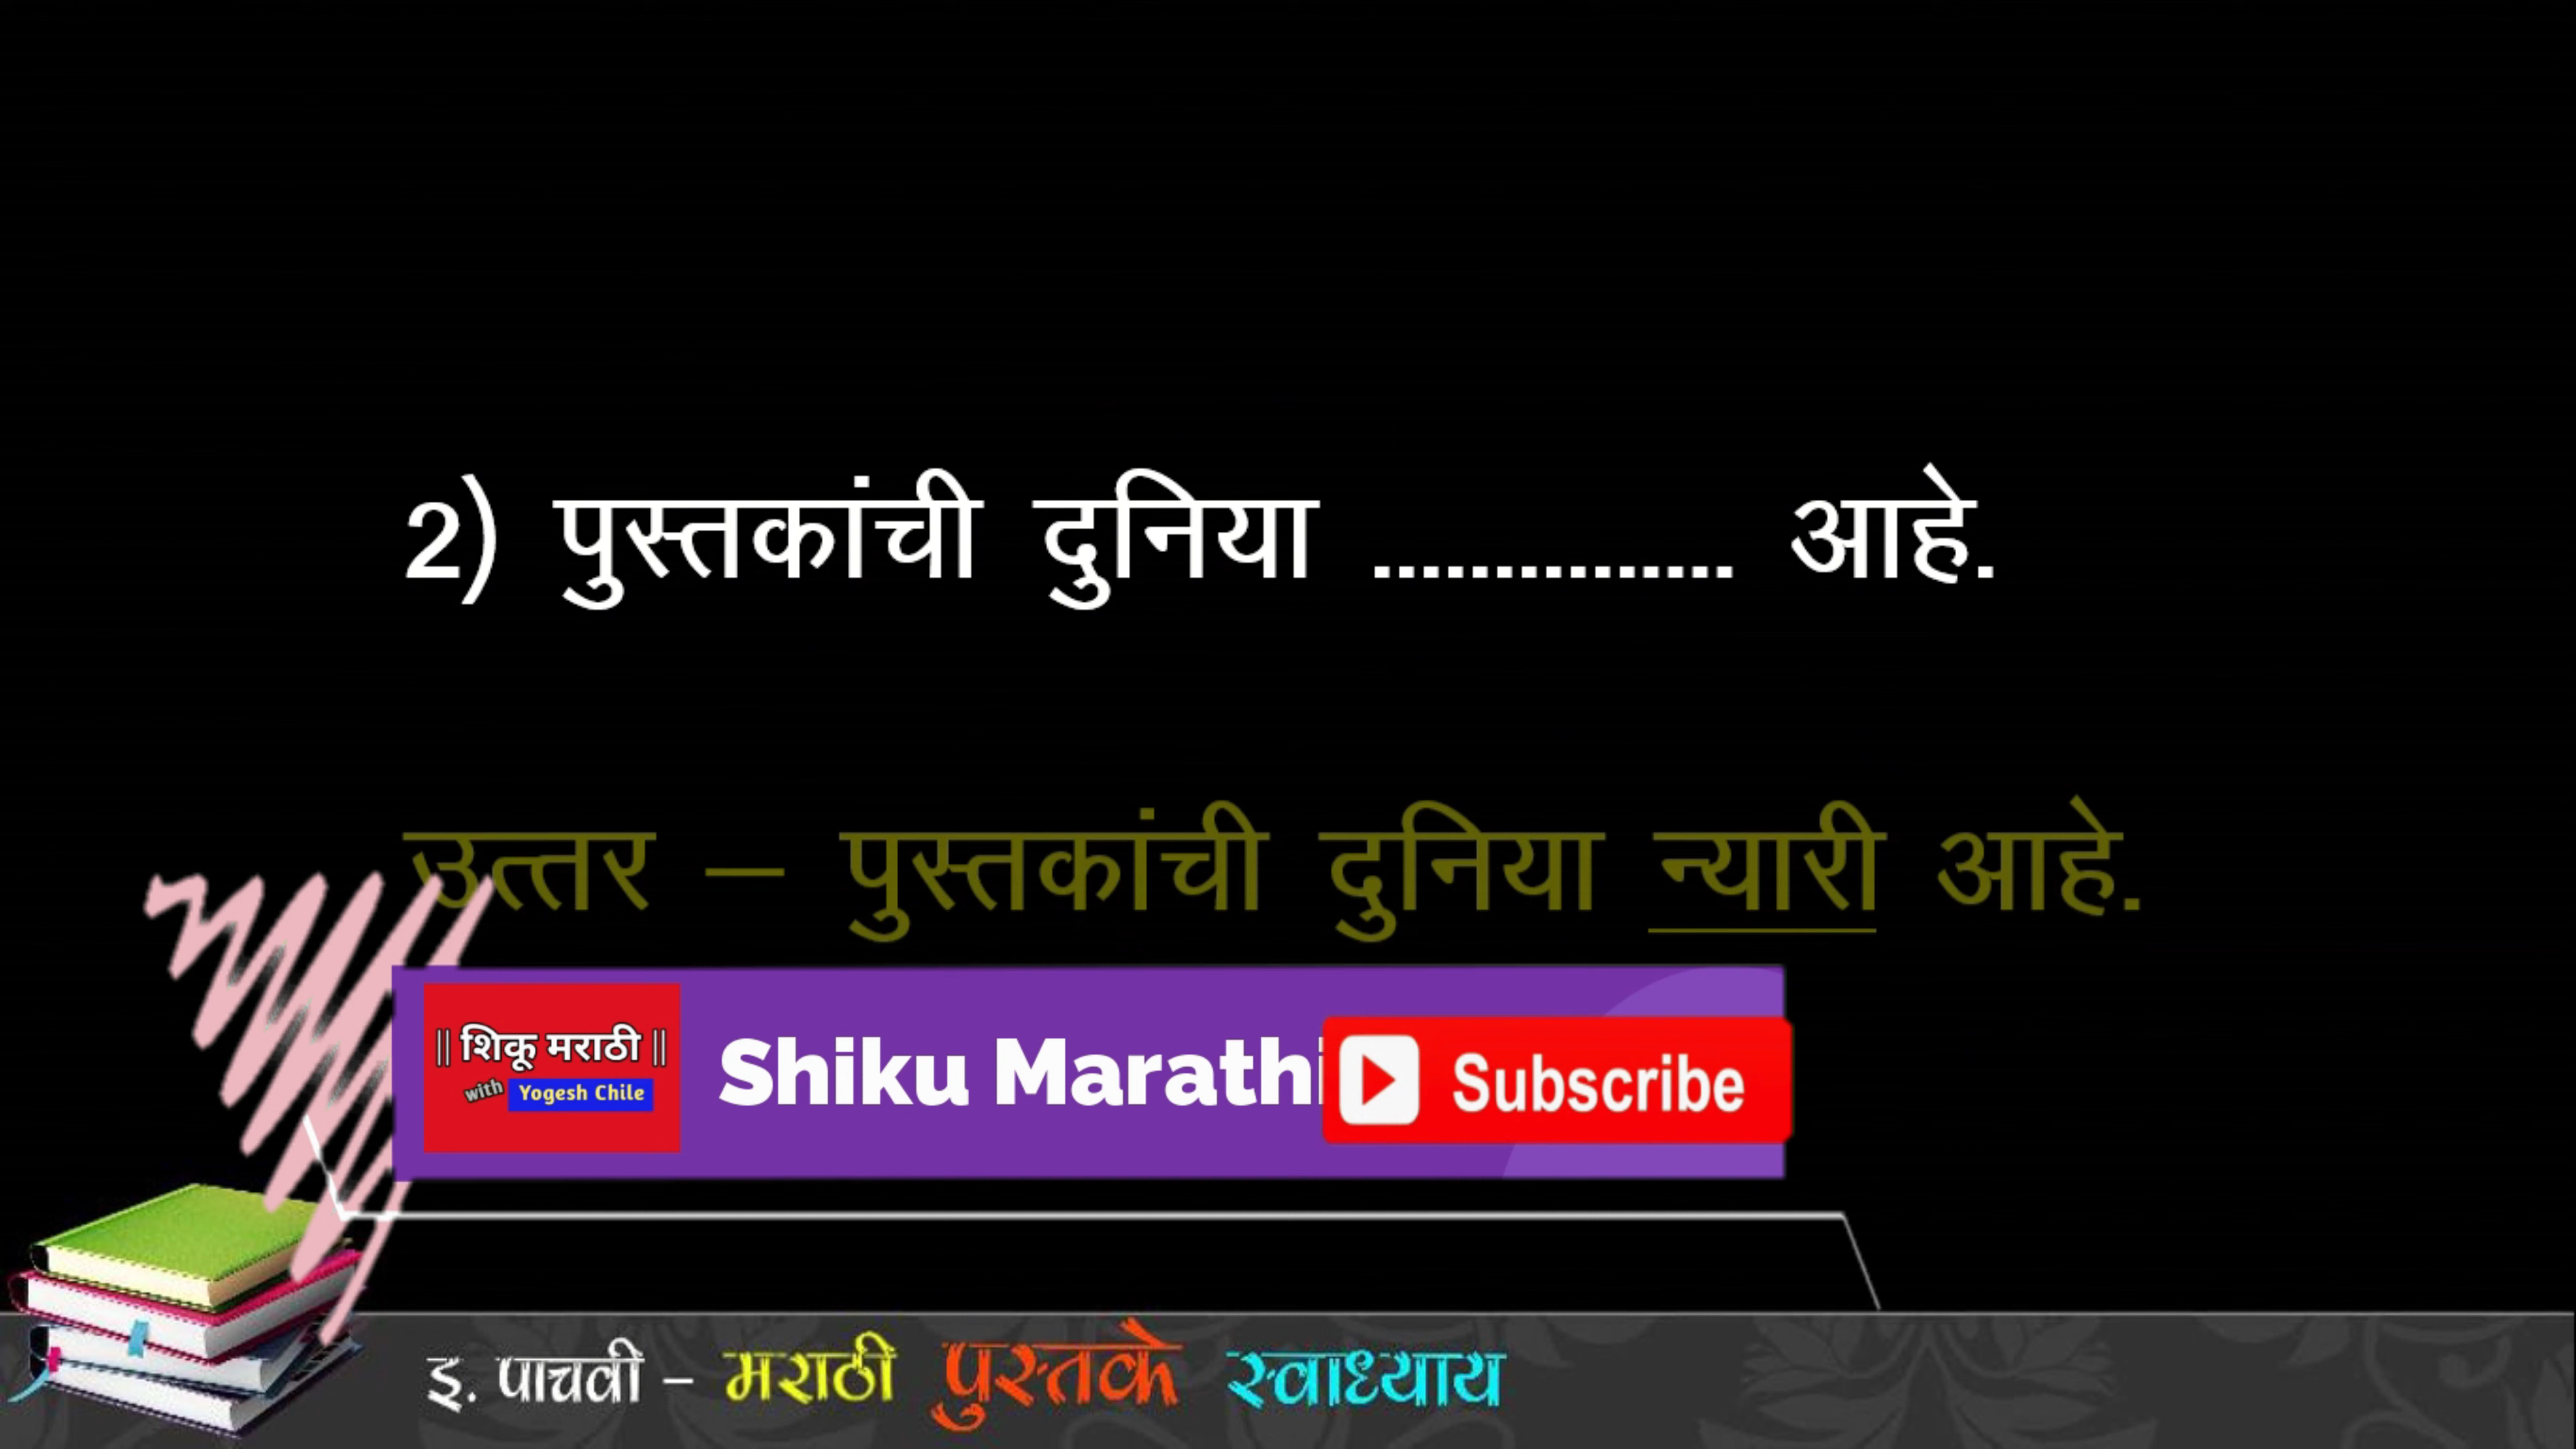 2) पुस्तकांची दुनिया ............... आहे.
उत्तर – पुस्तकांची दुनिया न्यारी आहे.
|| शिकू मराठी ||
with Yogesh Chile
Shiku Marathi
Subscribe
इ. पाचवी – मराठी पुस्तके स्वाध्याय